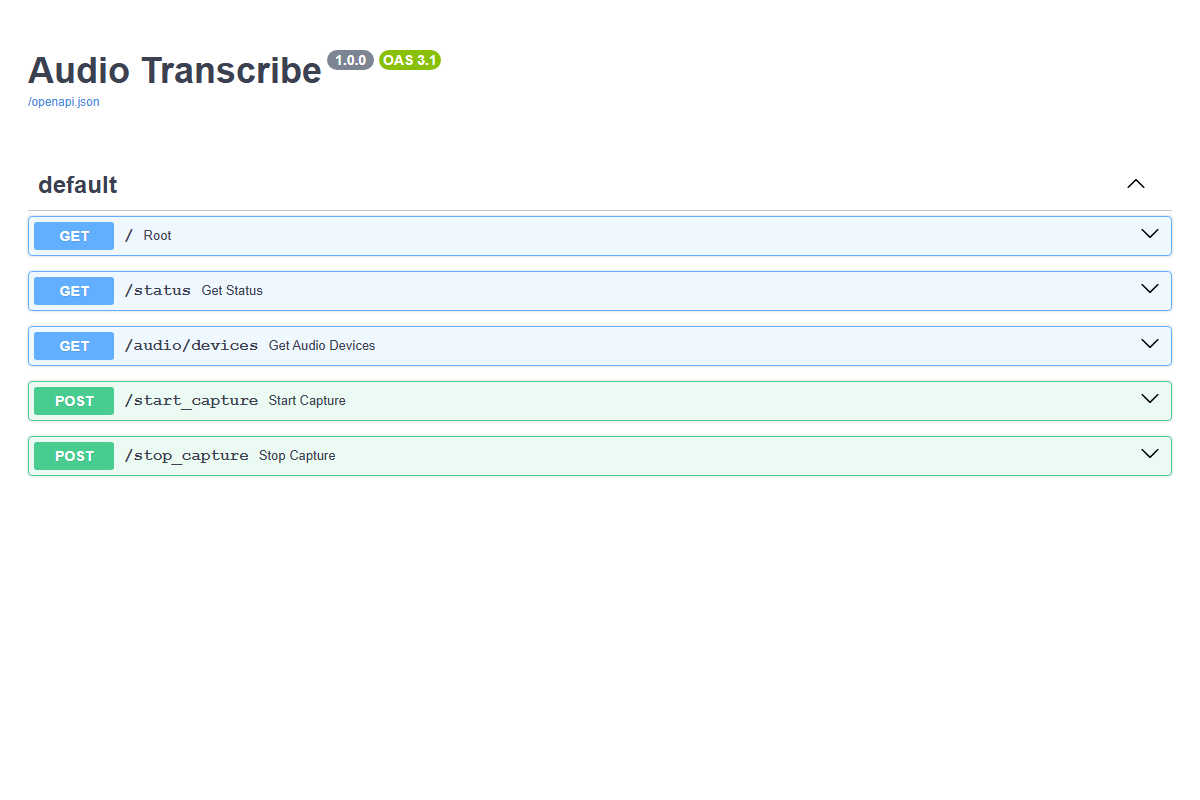 Audio Transcribe 1.0.0 OAS 3.1
/openapi.json
default
GET / Root
GET /status Get Status
GET /audio/devices Get Audio Devices
POST /start_capture Start Capture
POST /stop_capture Stop Capture